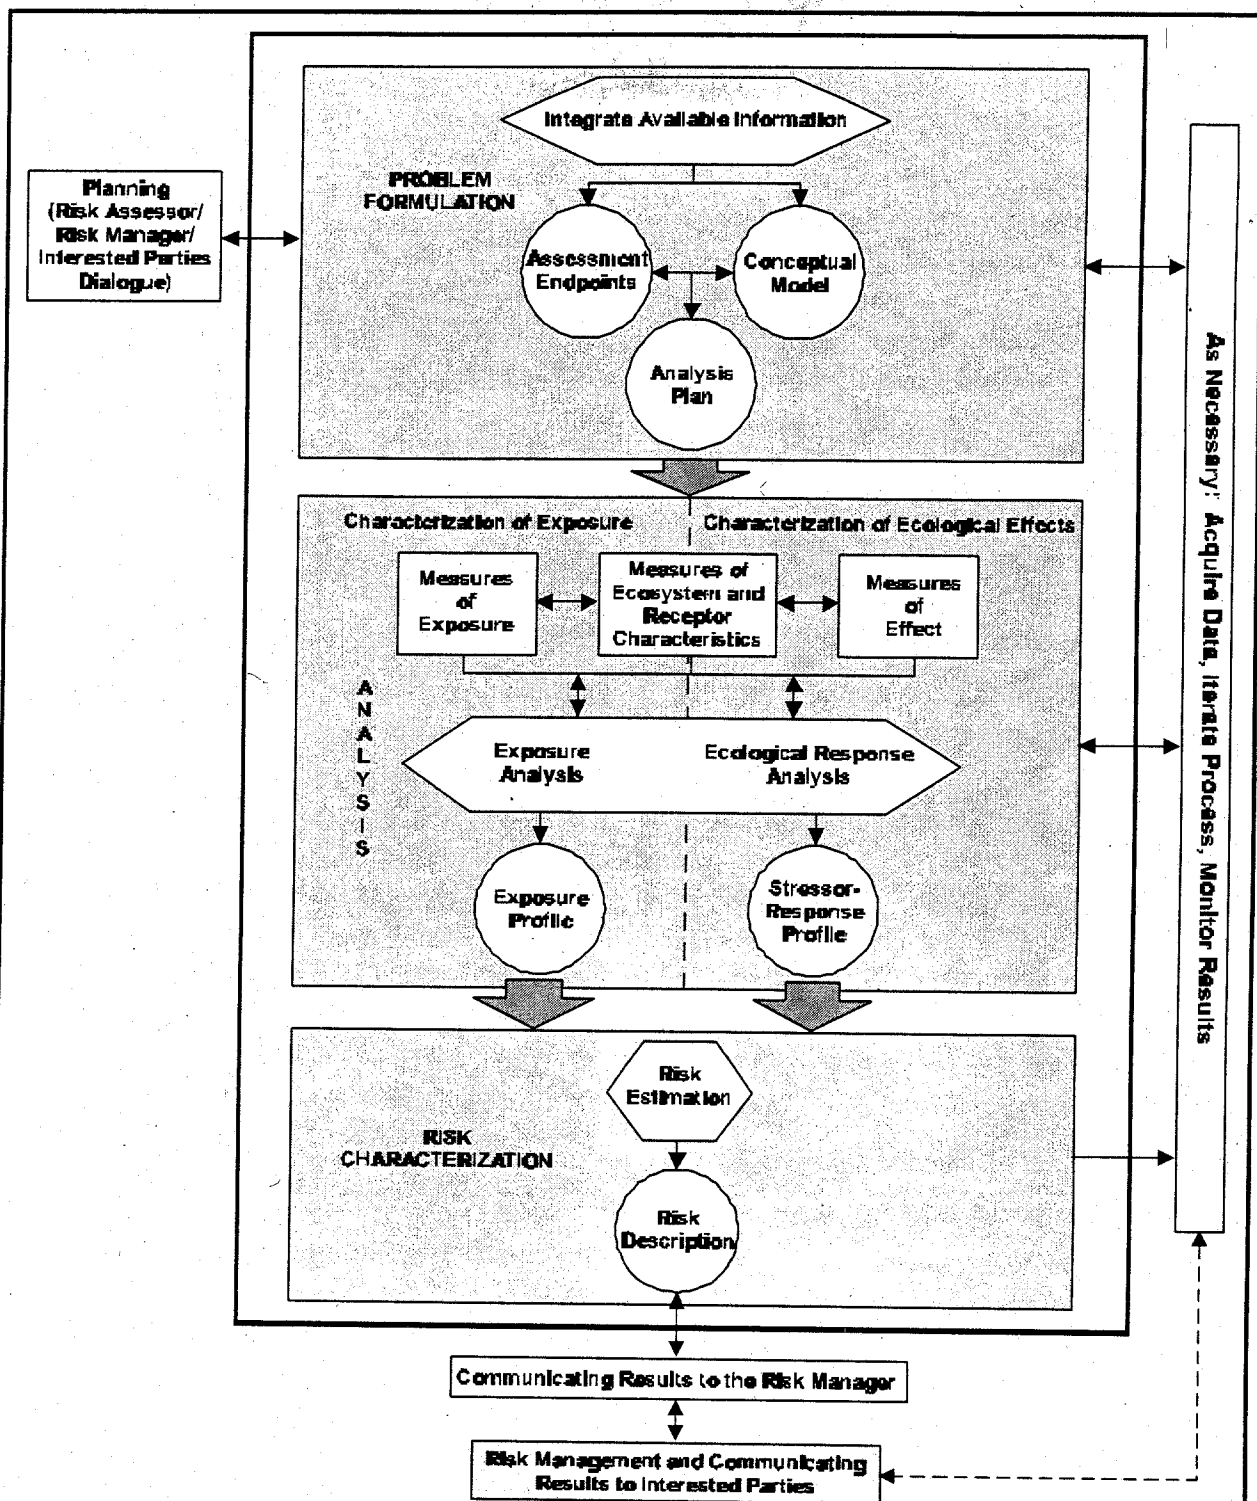 Integrate Available Information
PROBLEM
FORMULATION
Planning
(Risk Assessor/
Risk Manager/
Interested Parties
Dialogue)
Assessment
Endpoints
Conceptual
Model
Analysis
Plan
As Necessary: Acquire Data, Iterate Process, Monitor Results
Characterization of Exposure
Characterization of Ecological Effects
Measures
of
Exposure
Measures of
Ecosystem and
Receptor
Characteristics
Measures
of
Effect
ANALYSIS
Exposure
Analysis
Ecological Response
Analysis
Exposure
Profile
Stressor-
Response
Profile
Risk
Estimation
RISK
CHARACTERIZATION
Risk
Description
Communicating Results to the Risk Manager
Risk Management and Communicating
Results to Interested Parties